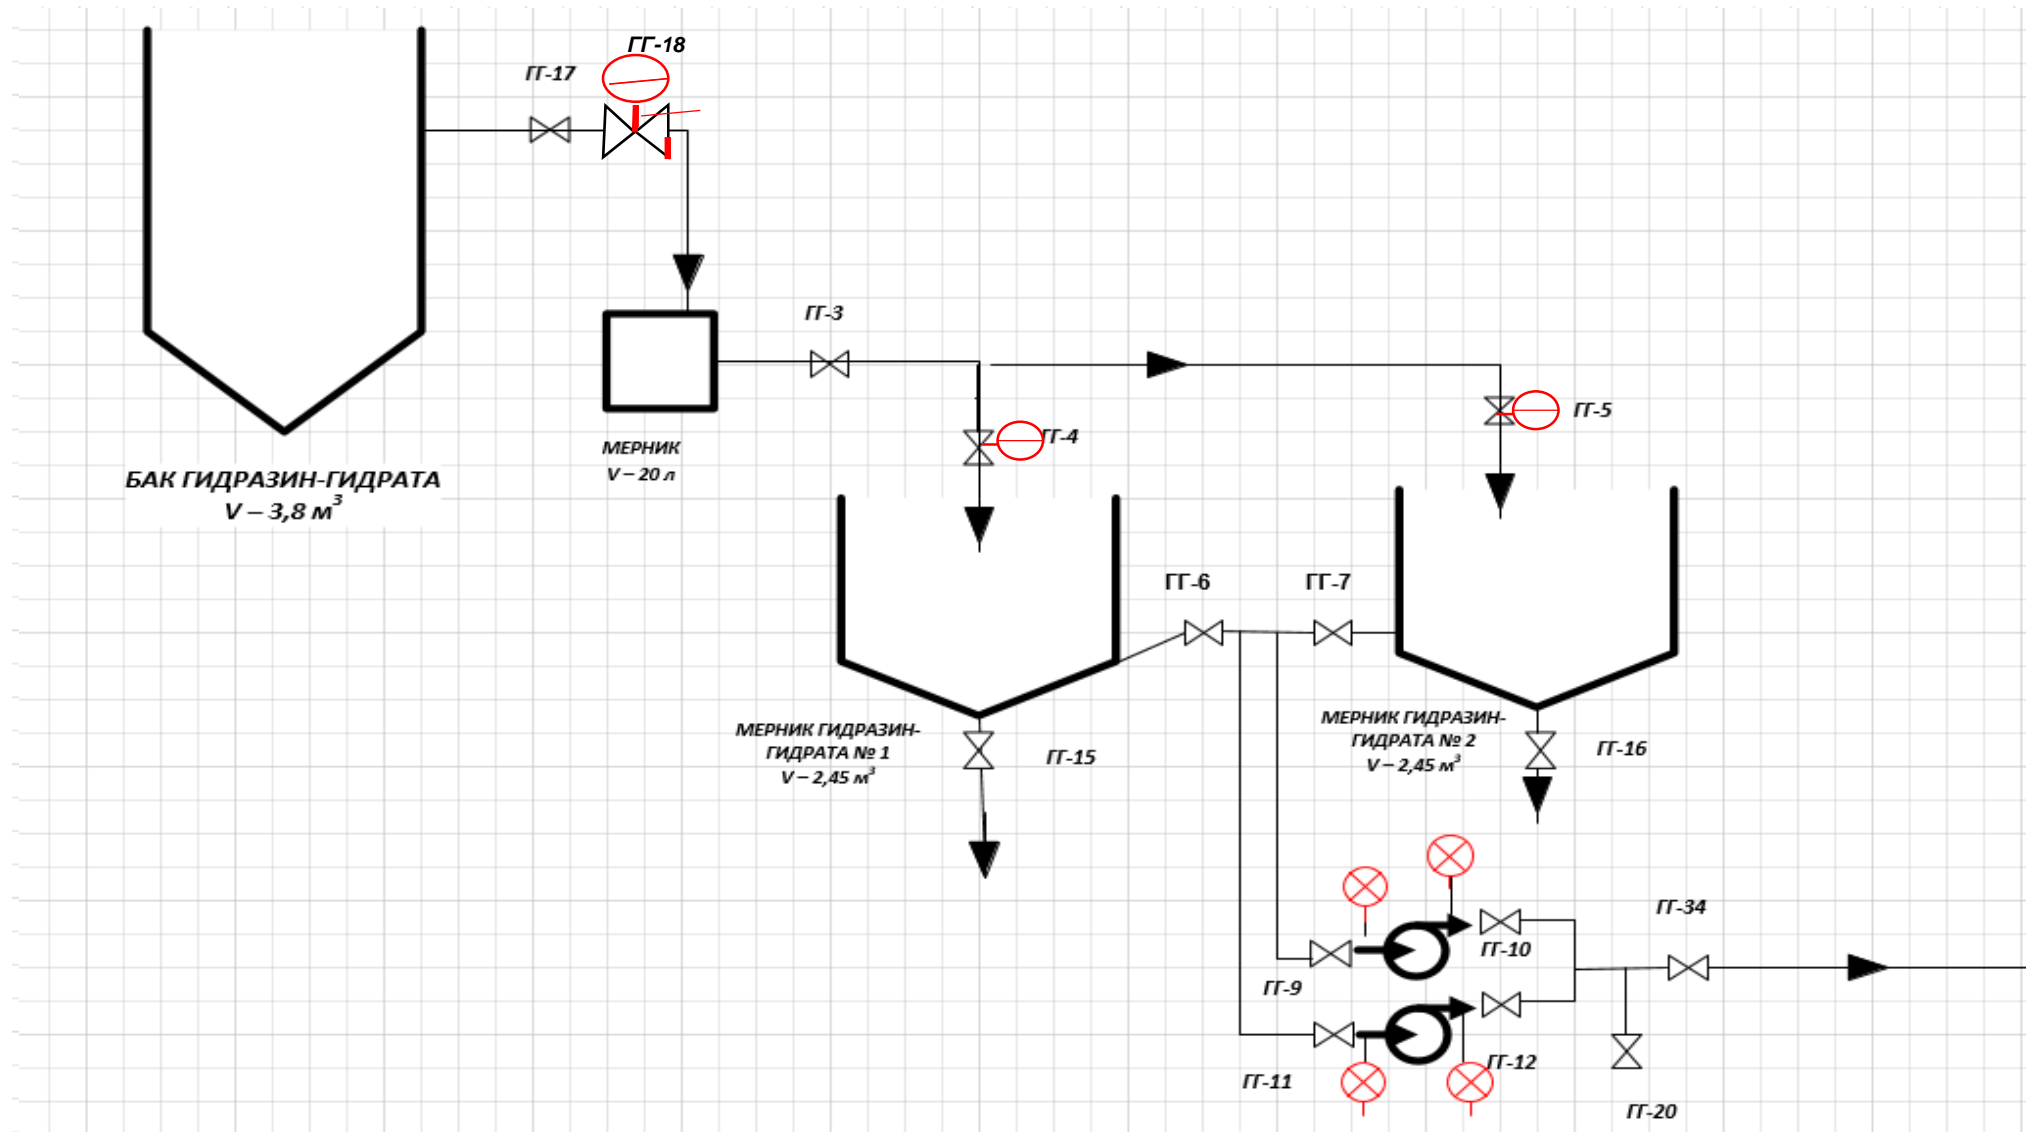 ГГ-18
ГГ-17
ГГ-3
ГГ-5
ГГ-4
МЕРНИК
V – 20 л
БАК ГИДРАЗИН-ГИДРАТА
V – 3,8 м³
ГГ-6
ГГ-7
МЕРНИК ГИДРАЗИН-
ГИДРАТА № 1
V – 2,45 м³
ГГ-15
МЕРНИК ГИДРАЗИН-
ГИДРАТА № 2
V – 2,45 м³
ГГ-16
ГГ-34
ГГ-10
ГГ-9
ГГ-12
ГГ-11
ГГ-20